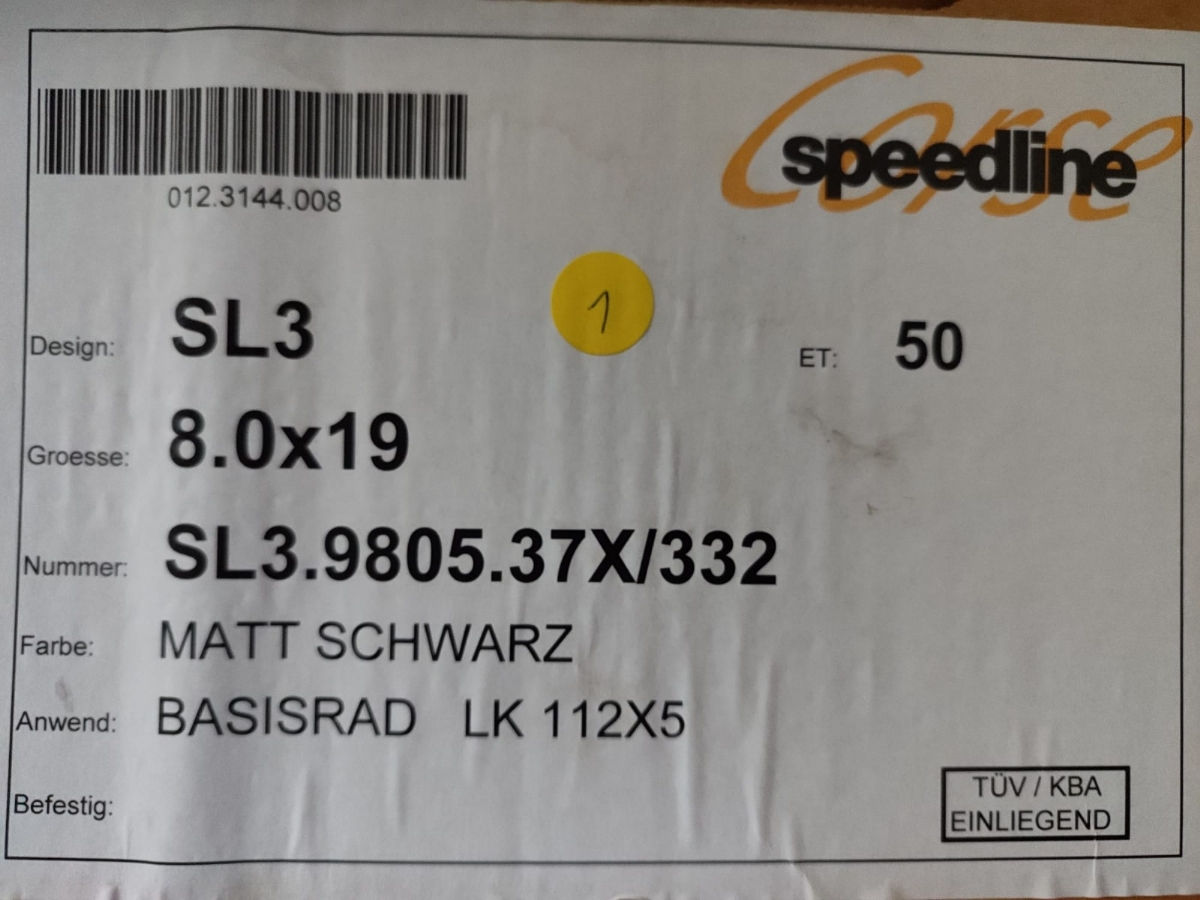 012.3144.008
Corse
speedline
1
Design: SL3 ET: 50
Groesse: 8.0x19
Nummer: SL3.9805.37X/332
Farbe: MATT SCHWARZ
Anwend: BASISRAD LK 112X5
Befestig:
TÜV / KBA
EINLIEGEND